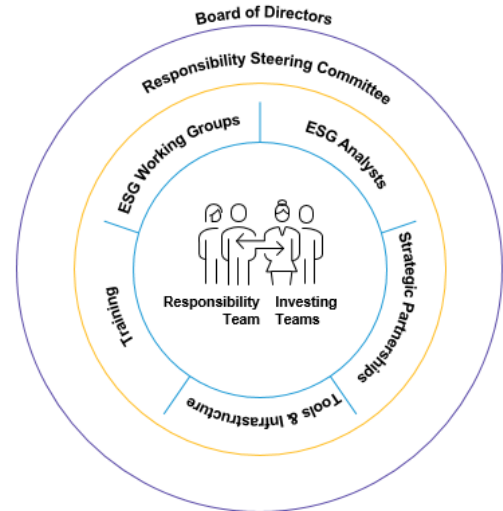 Board of Directors
Responsibility Steering Committee
ESG Working Groups
ESG Analysts
Strategic Partnerships
Tools & Infrastructure
Training
Responsibility
Team
Investing
Teams